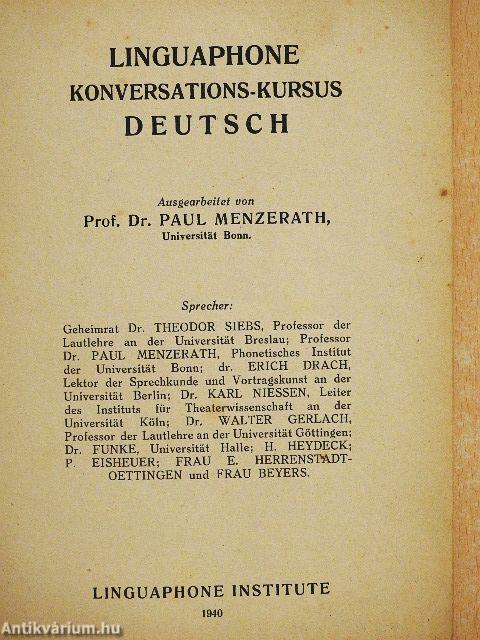 LINGUAPHONE
KONVERSATIONS-KURSUS
DEUTSCH
Ausgearbeitet von
Prof. Dr. PAUL MENZERATH,
Universität Bonn.
Sprecher:
Geheimrat Dr. THEODOR SIEBS, Professor der
Lautlehre an der Universität Breslau; Professor
Dr. PAUL MENZERATH, Phonetisches Institut
der Universität Bonn; dr. ERICH DRACH,
Lektor der Sprechkunde und Vortragskunst an der
Universität Berlin; Dr. KARL NIESSEN, Leiter
des Instituts für Theaterwissenschaft an der
Universität Köln; Dr. WALTER GERLACH,
Professor der Lautlehre an der Universität Göttingen;
Dr. FUNKE, Universität Halle; H. HEYDECK;
P. EISHEUER; FRAU E. HERRENSTADT-
OETTINGEN und FRAU BEYERS.
LINGUAPHONE INSTITUTE
1940
Antikvárium.hu